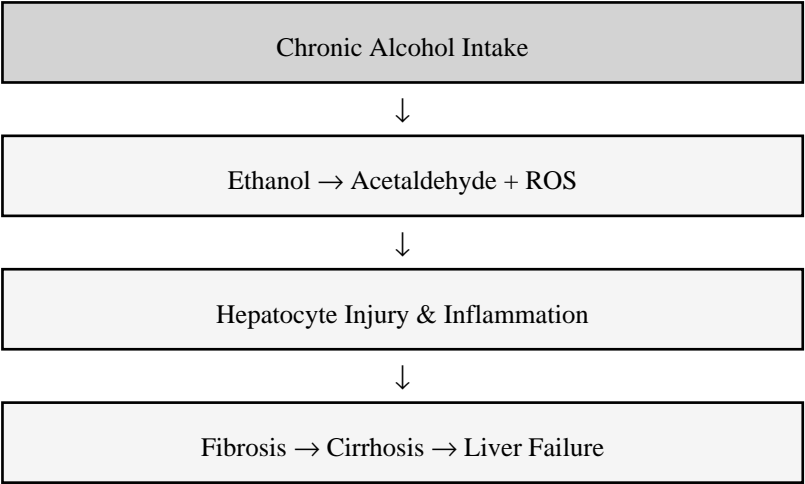 Chronic Alcohol Intake
↓
Ethanol → Acetaldehyde + ROS
↓
Hepatocyte Injury & Inflammation
↓
Fibrosis → Cirrhosis → Liver Failure